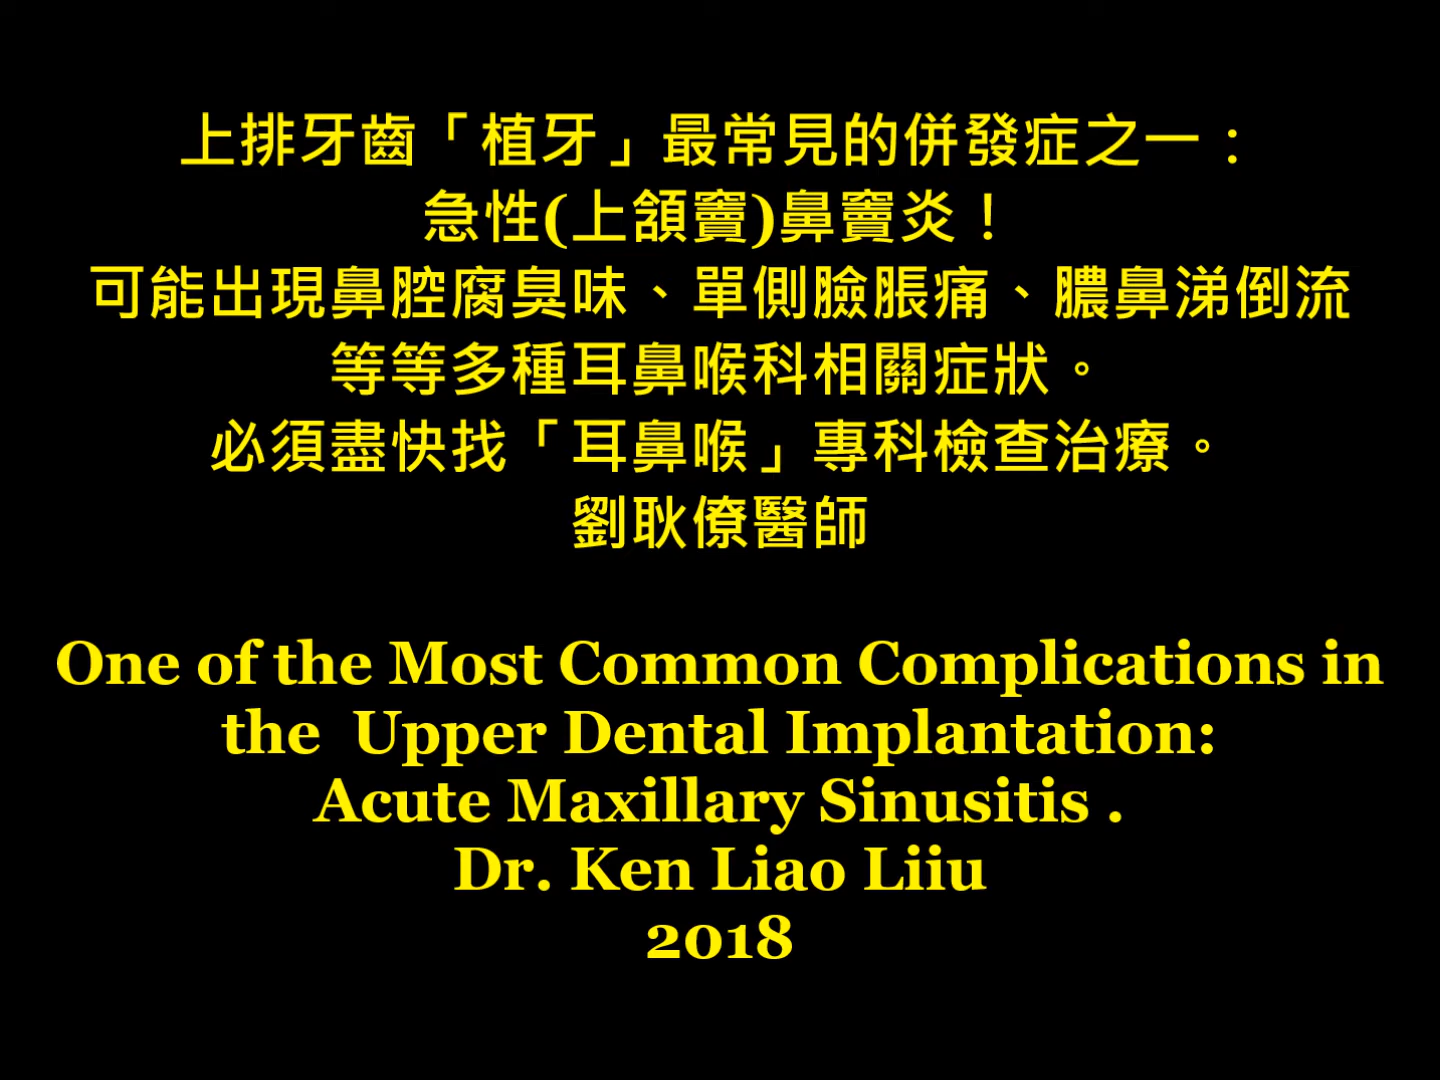 上排牙齒「植牙」最常見的併發症之一：
急性(上頷竇)鼻竇炎！
可能出現鼻腔腐臭味、單側臉脹痛、膿鼻涕倒流
等等多種耳鼻喉科相關症狀。
必須盡快找「耳鼻喉」專科檢查治療。
劉耿僚醫師
One of the Most Common Complications in
the  Upper Dental Implantation:
Acute Maxillary Sinusitis .
Dr. Ken Liao Liiu
2018